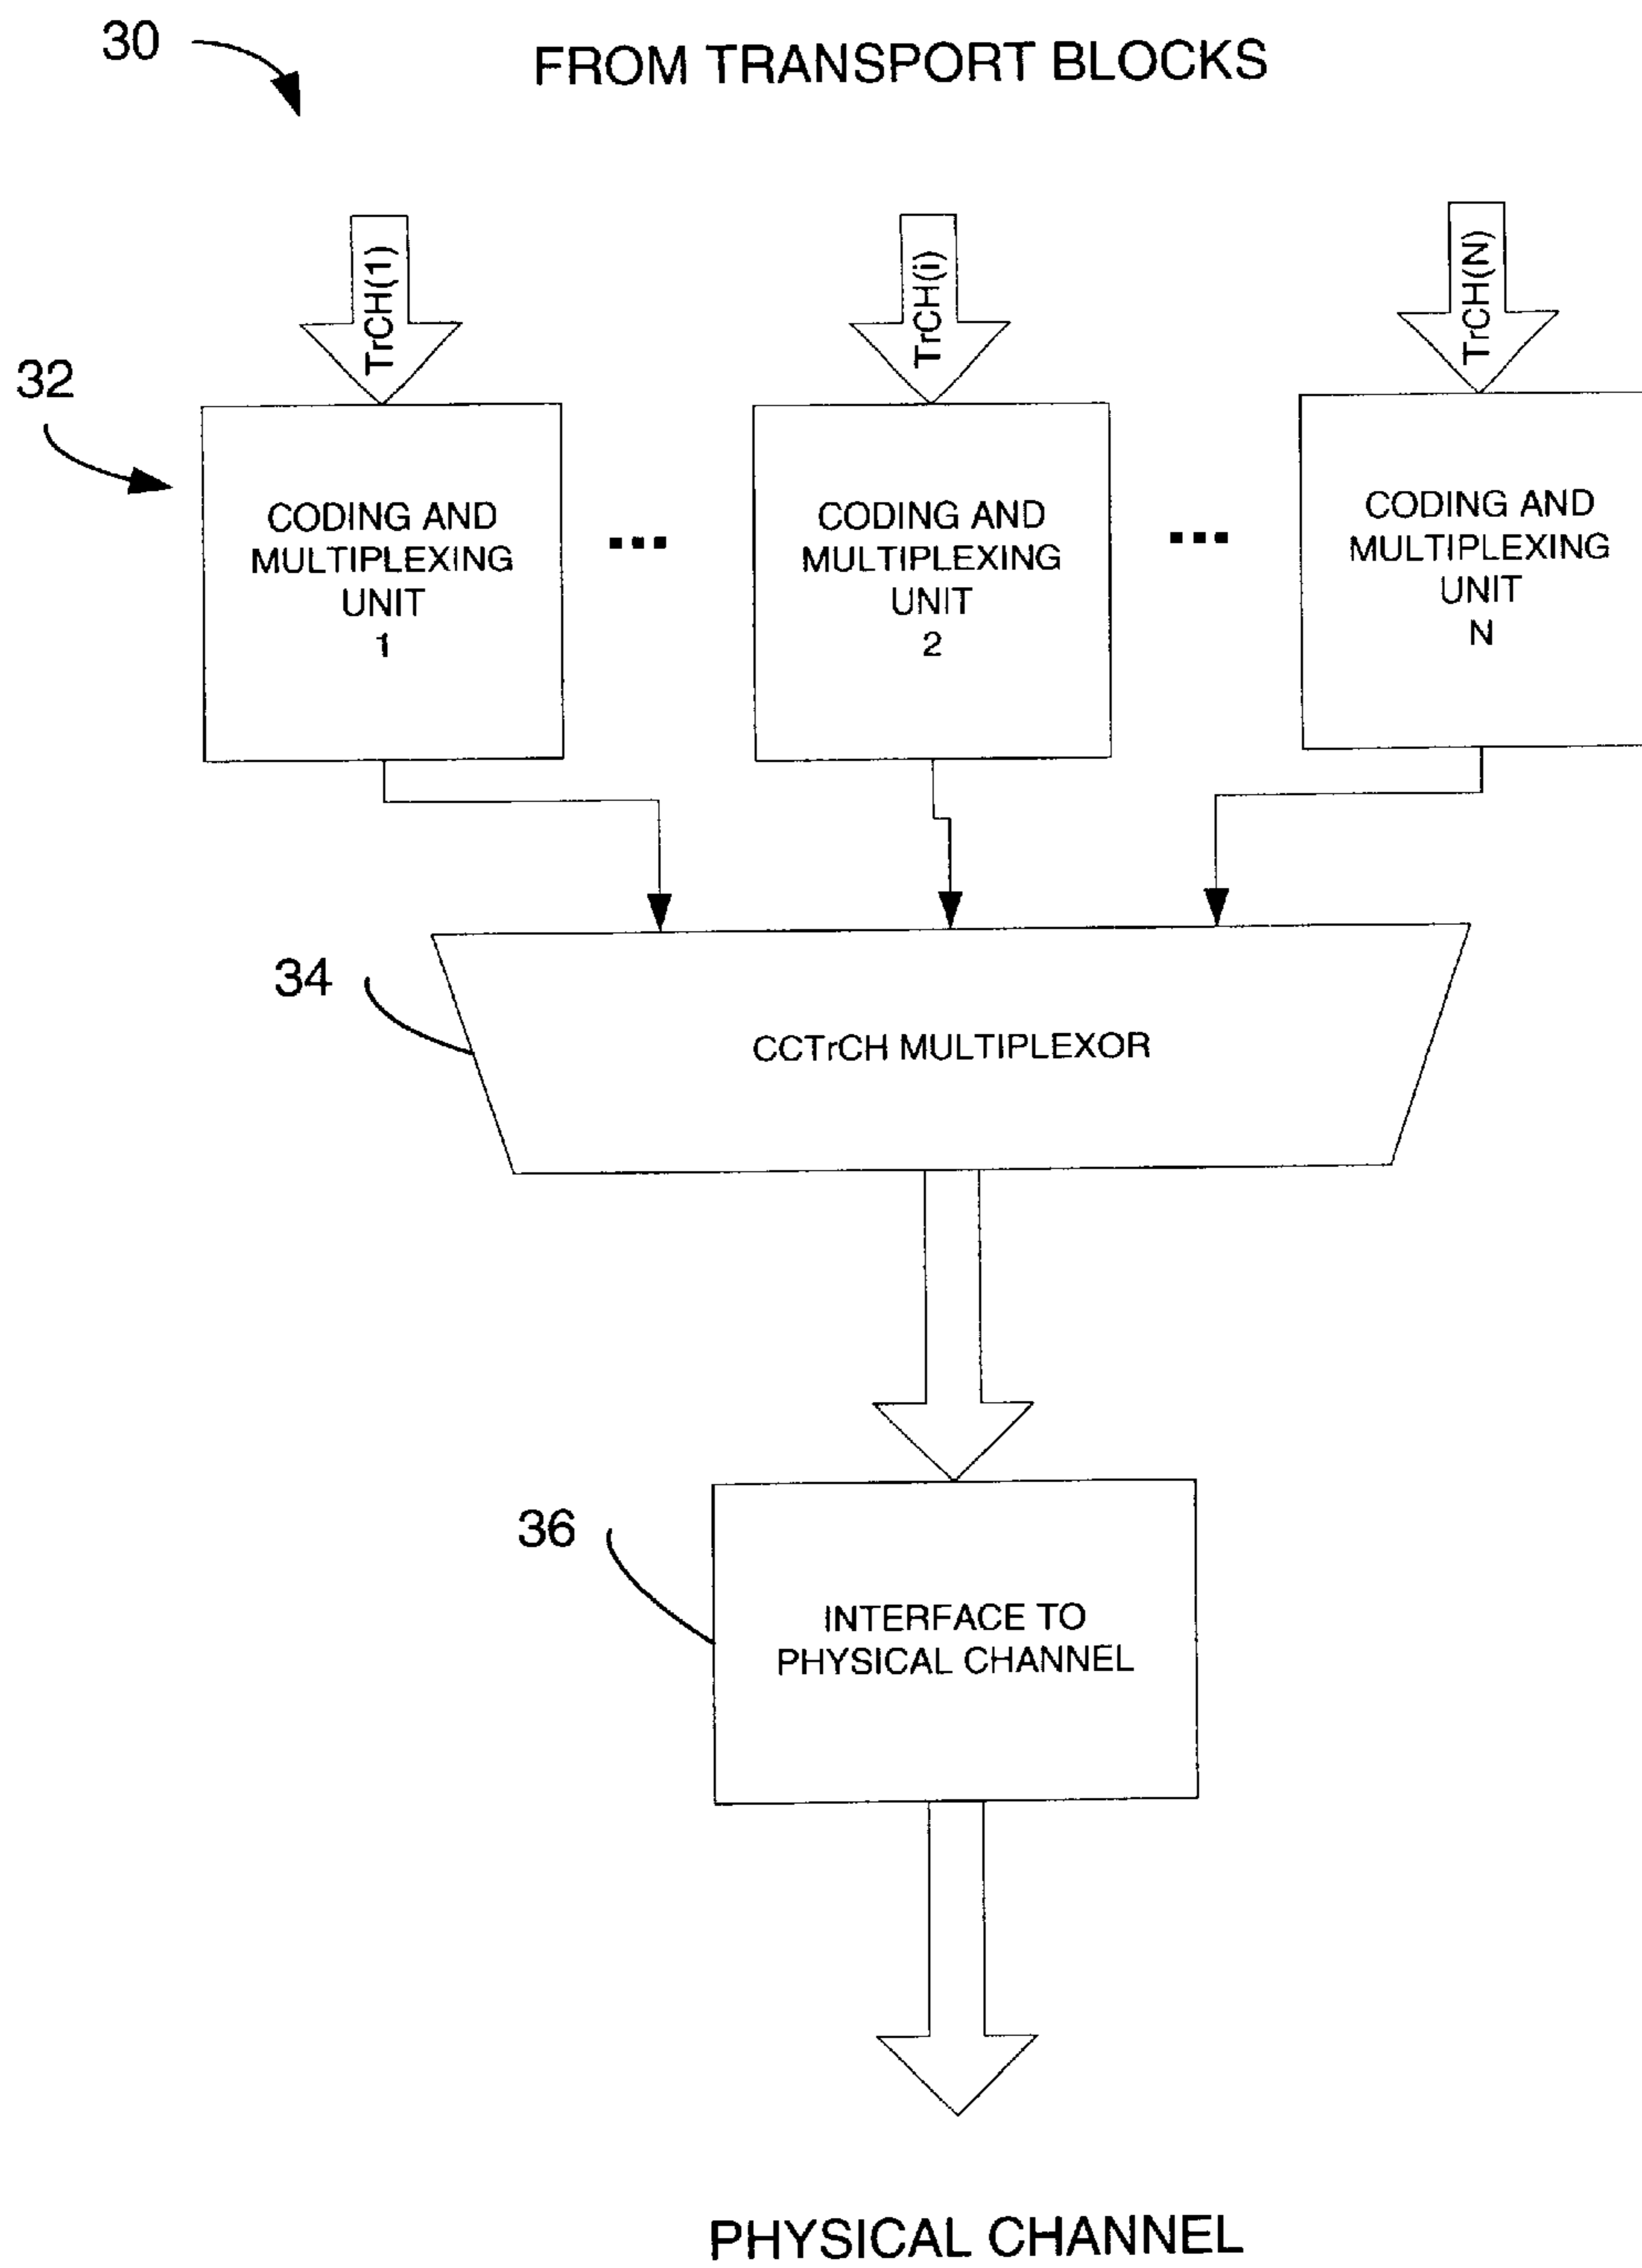 30
FROM TRANSPORT BLOCKS
TrCH(1)
TrCH(i)
TrCH(N)
32
CODING AND
MULTIPLEXING
UNIT
1
...
CODING AND
MULTIPLEXING
UNIT
2
...
CODING AND
MULTIPLEXING
UNIT
N
34
CCTrCH MULTIPLEXOR
36
INTERFACE TO
PHYSICAL CHANNEL
PHYSICAL CHANNEL